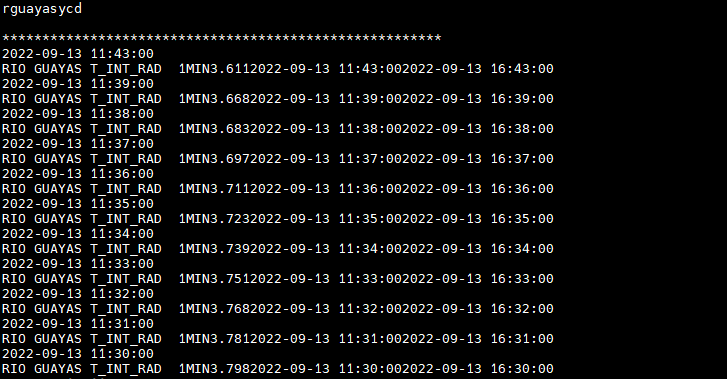 rguayasycd
*******************************************************
2022-09-13 11:43:00
RIO GUAYAS T_INT_RAD  1MIN3.6112022-09-13 11:43:002022-09-13 16:43:00
2022-09-13 11:39:00
RIO GUAYAS T_INT_RAD  1MIN3.6682022-09-13 11:39:002022-09-13 16:39:00
2022-09-13 11:38:00
RIO GUAYAS T_INT_RAD  1MIN3.6832022-09-13 11:38:002022-09-13 16:38:00
2022-09-13 11:37:00
RIO GUAYAS T_INT_RAD  1MIN3.6972022-09-13 11:37:002022-09-13 16:37:00
2022-09-13 11:36:00
RIO GUAYAS T_INT_RAD  1MIN3.7112022-09-13 11:36:002022-09-13 16:36:00
2022-09-13 11:35:00
RIO GUAYAS T_INT_RAD  1MIN3.7232022-09-13 11:35:002022-09-13 16:35:00
2022-09-13 11:34:00
RIO GUAYAS T_INT_RAD  1MIN3.7392022-09-13 11:34:002022-09-13 16:34:00
2022-09-13 11:33:00
RIO GUAYAS T_INT_RAD  1MIN3.7512022-09-13 11:33:002022-09-13 16:33:00
2022-09-13 11:32:00
RIO GUAYAS T_INT_RAD  1MIN3.7682022-09-13 11:32:002022-09-13 16:32:00
2022-09-13 11:31:00
RIO GUAYAS T_INT_RAD  1MIN3.7812022-09-13 11:31:002022-09-13 16:31:00
2022-09-13 11:30:00
RIO GUAYAS T_INT_RAD  1MIN3.7982022-09-13 11:30:002022-09-13 16:30:00